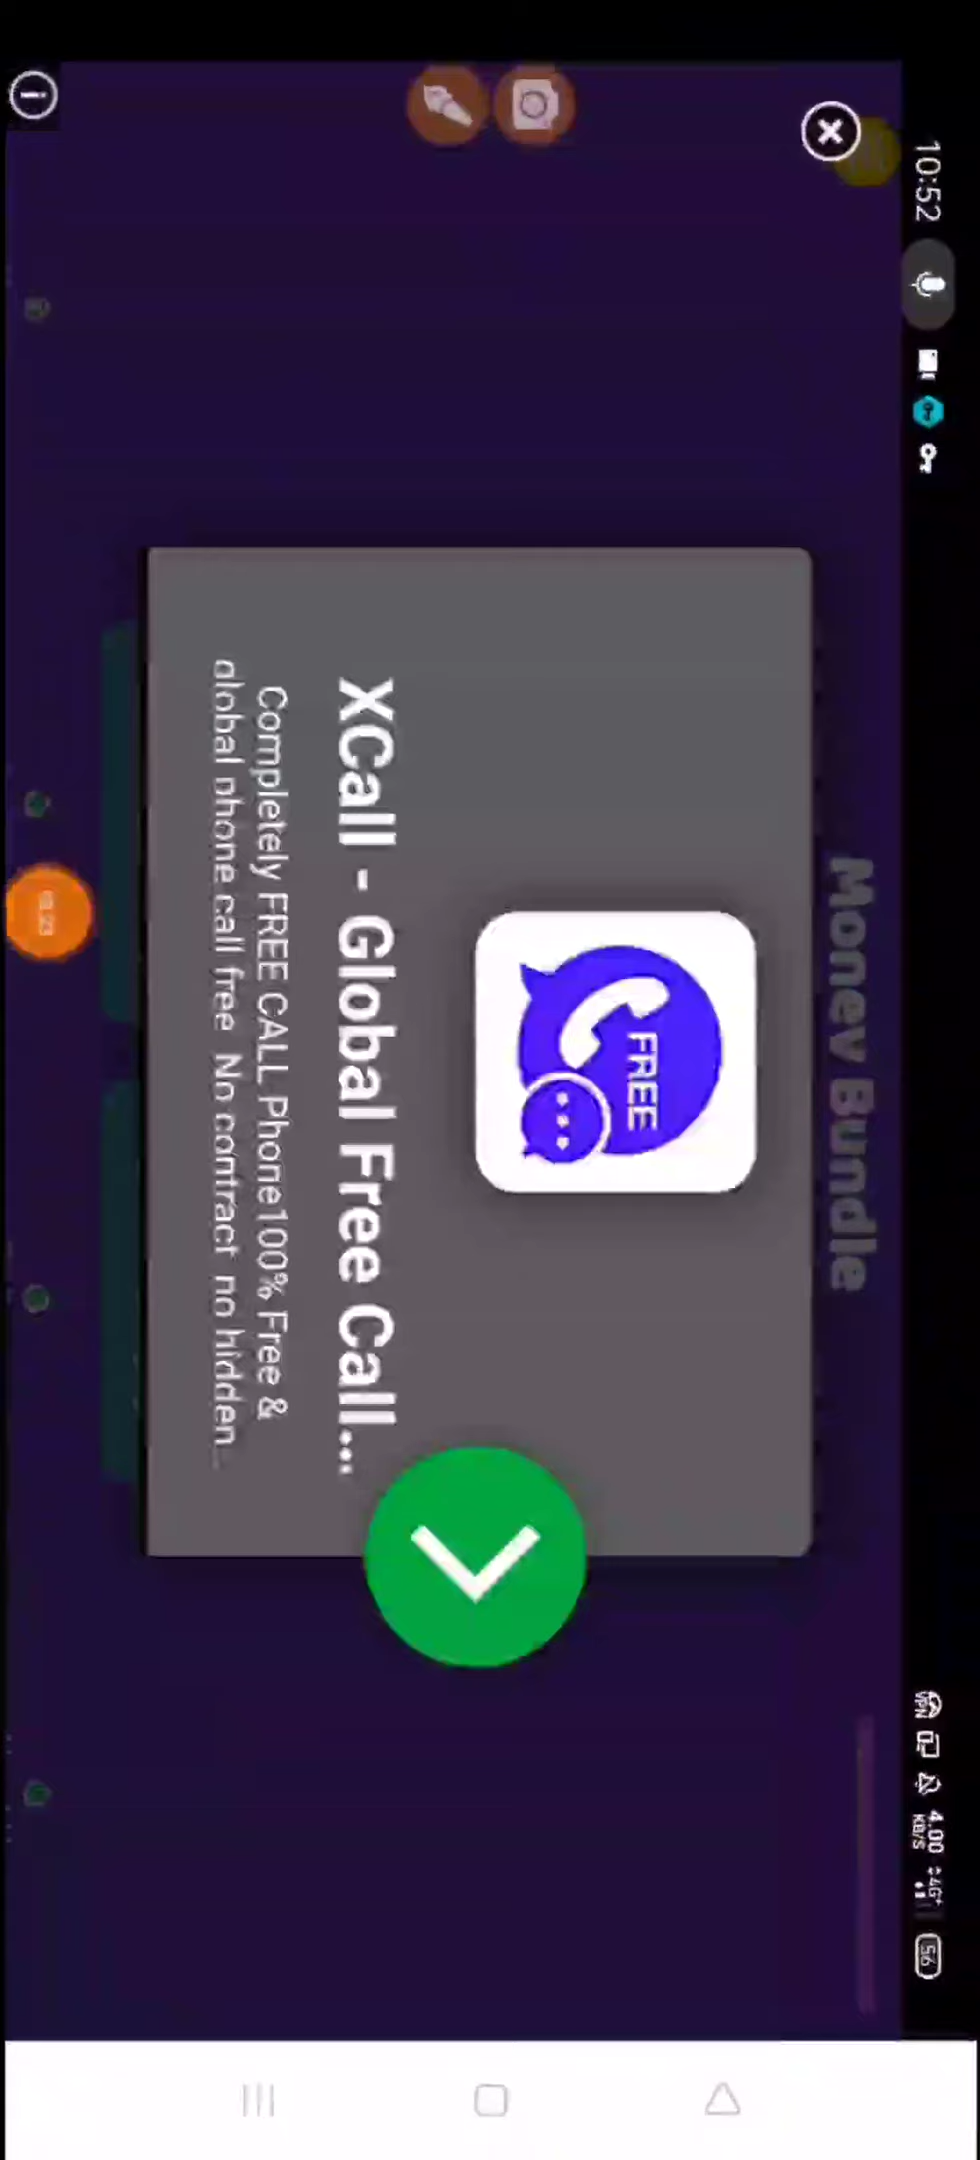 10:52
VPN
4.00
KB/S
4G+
56
Money Bundle
FREE
XCall - Global Free Call...
Completely FREE CALL Phone100% Free &
global phone call free No contract no hidden...